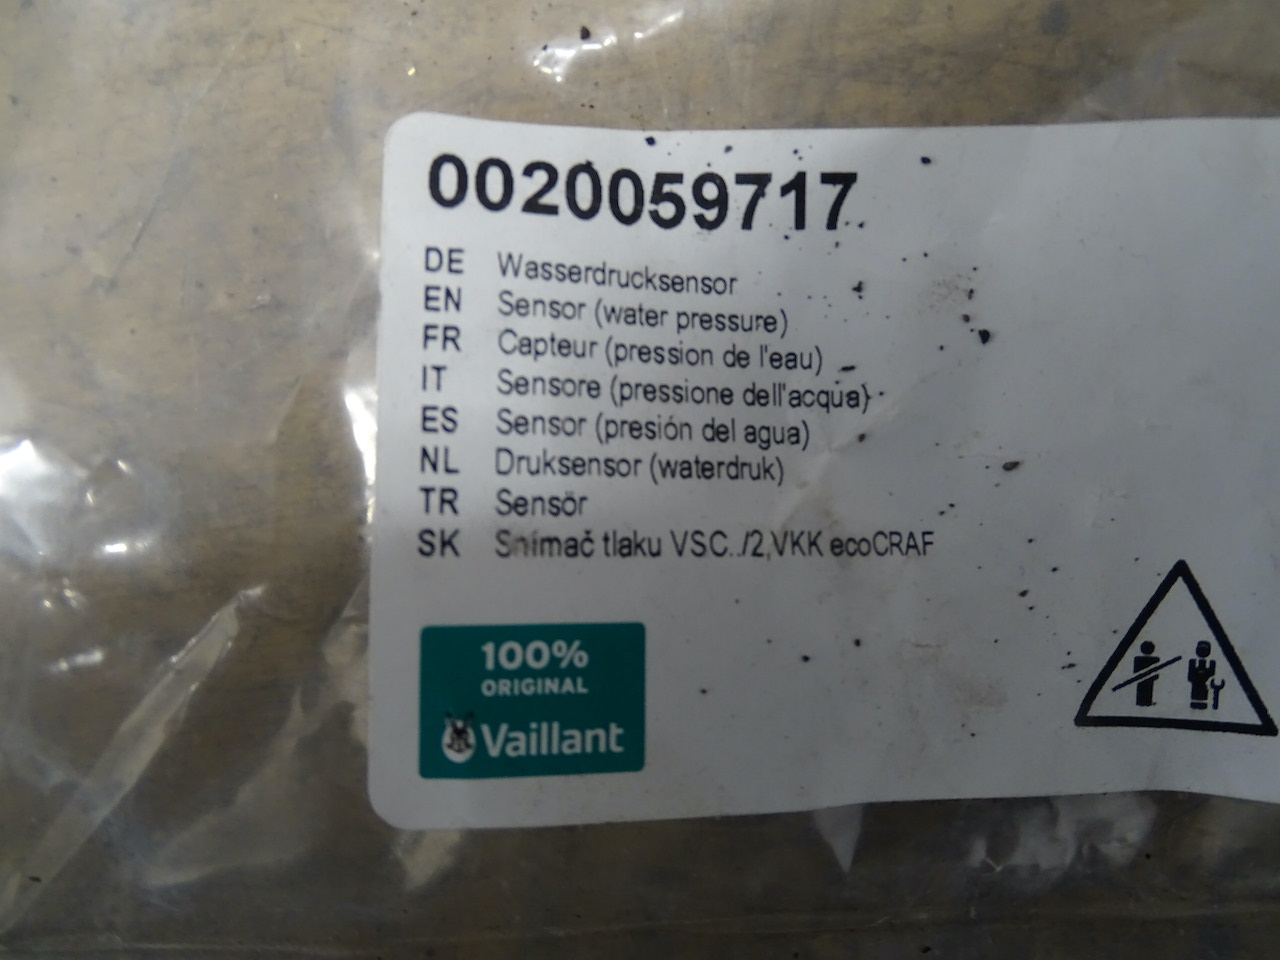 0020059717
DE Wasserdrucksensor
EN Sensor (water pressure)
FR Capteur (pression de l'eau)
IT Sensore (pressione dell'acqua)
ES Sensor (presión del agua)
NL Druksensor (waterdruk)
TR Sensör
SK Snímač tlaku VSC../2,VKK ecoCRAF
100%
ORIGINAL
Vaillant